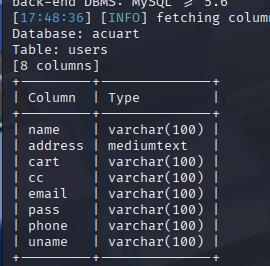 back-end DBMS: MySQL ≥ 5.6
[17:48:36] [INFO] fetching colum
Database: acuart
Table: users
[8 columns]
+---------+--------------+
| Column | Type |
+---------+--------------+
| name | varchar(100) |
| address | mediumtext |
| cart | varchar(100) |
| cc | varchar(100) |
| email | varchar(100) |
| pass | varchar(100) |
| phone | varchar(100) |
| uname | varchar(100) |
+---------+--------------+